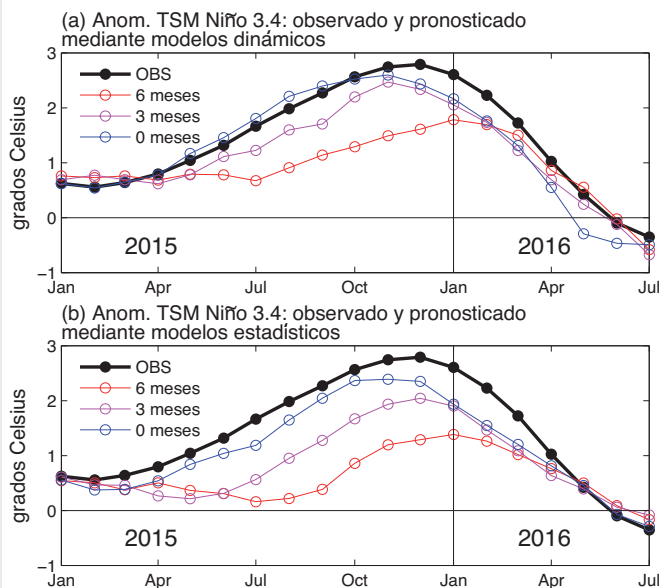 (a) Anom. TSM Niño 3.4: observado y pronosticado
mediante modelos dinámicos
grados Celsius
3
2
1
0
−1
OBS
6 meses
3 meses
0 meses
2015
2016
Jan
Apr
Jul
Oct
Jan
Apr
Jul
(b) Anom. TSM Niño 3.4: observado y pronosticado
mediante modelos estadísticos
grados Celsius
3
2
1
0
−1
OBS
6 meses
3 meses
0 meses
2015
2016
Jan
Apr
Jul
Oct
Jan
Apr
Jul